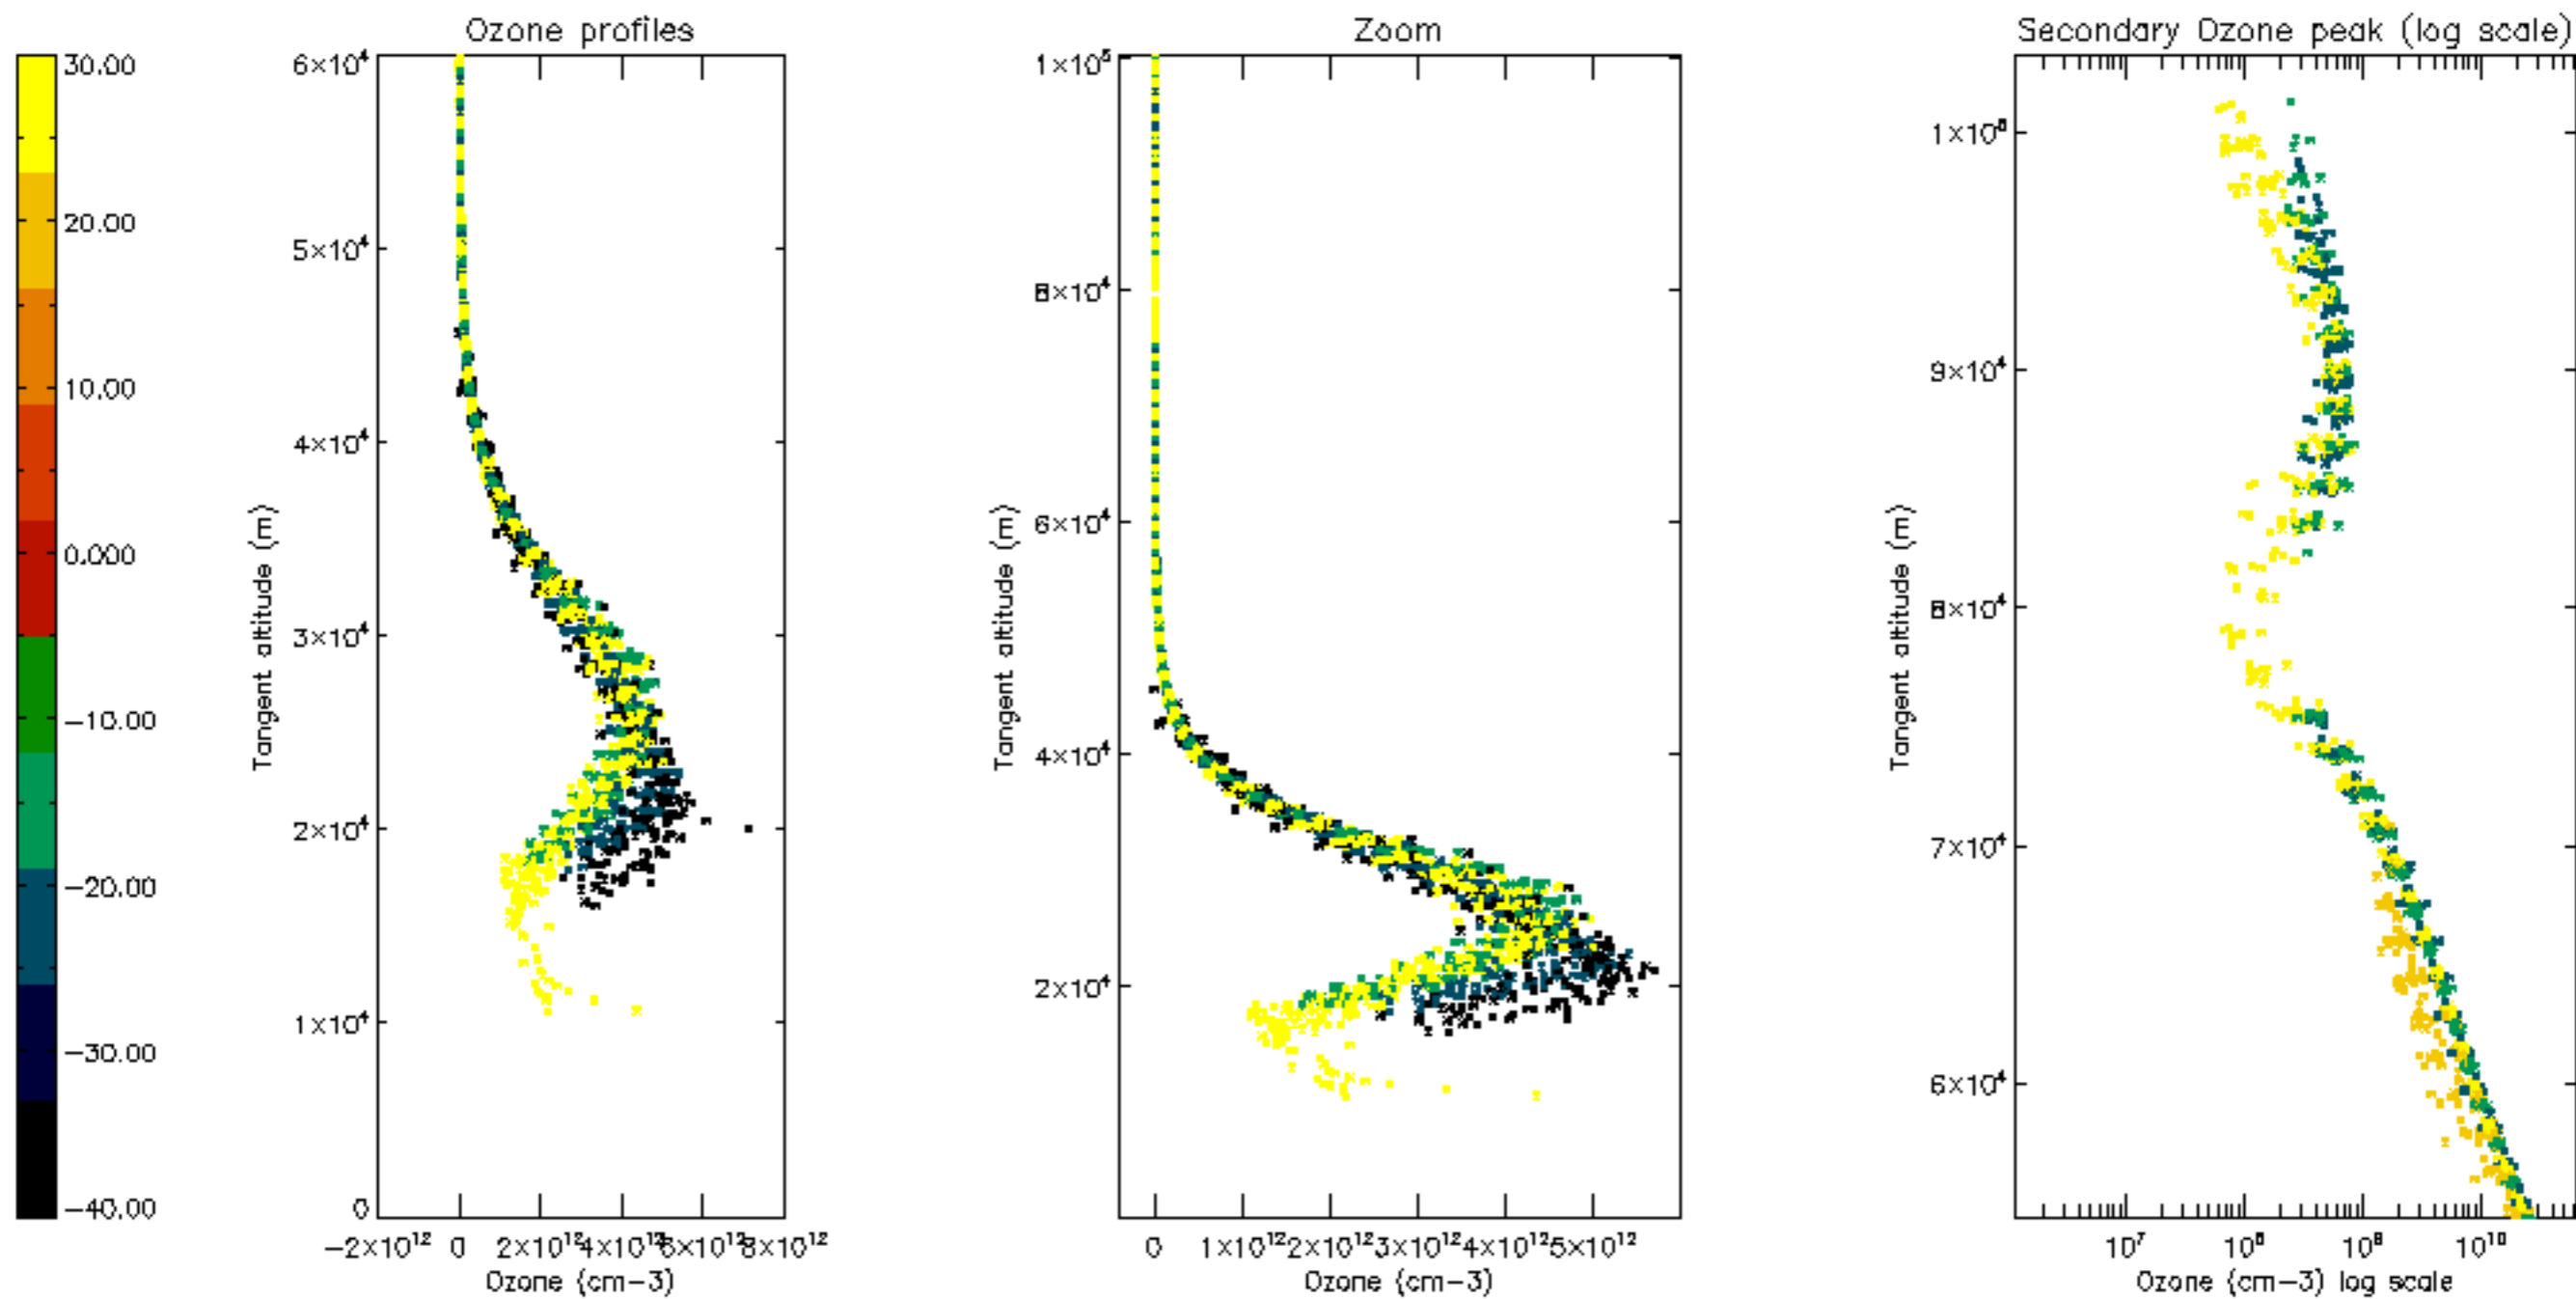 Ozone profiles
Zoom
Secondary Ozone peak (log scale)
30.00
20.00
10.00
0.000
−10.00
−20.00
−30.00
−40.00
6×10⁴
5×10⁴
4×10⁴
3×10⁴
2×10⁴
1×10⁴
0
Tangent altitude (m)
−2×10¹² 0 2×10¹² 4×10¹² 6×10¹² 8×10¹²
Ozone (cm−3)
1×10⁵
8×10⁴
6×10⁴
4×10⁴
2×10⁴
Tangent altitude (m)
0 1×10¹² 2×10¹² 3×10¹² 4×10¹² 5×10¹²
Ozone (cm−3)
1×10⁵
9×10⁴
8×10⁴
7×10⁴
6×10⁴
Tangent altitude (m)
10⁷ 10⁸ 10⁹ 10¹⁰
Ozone (cm−3) log scale